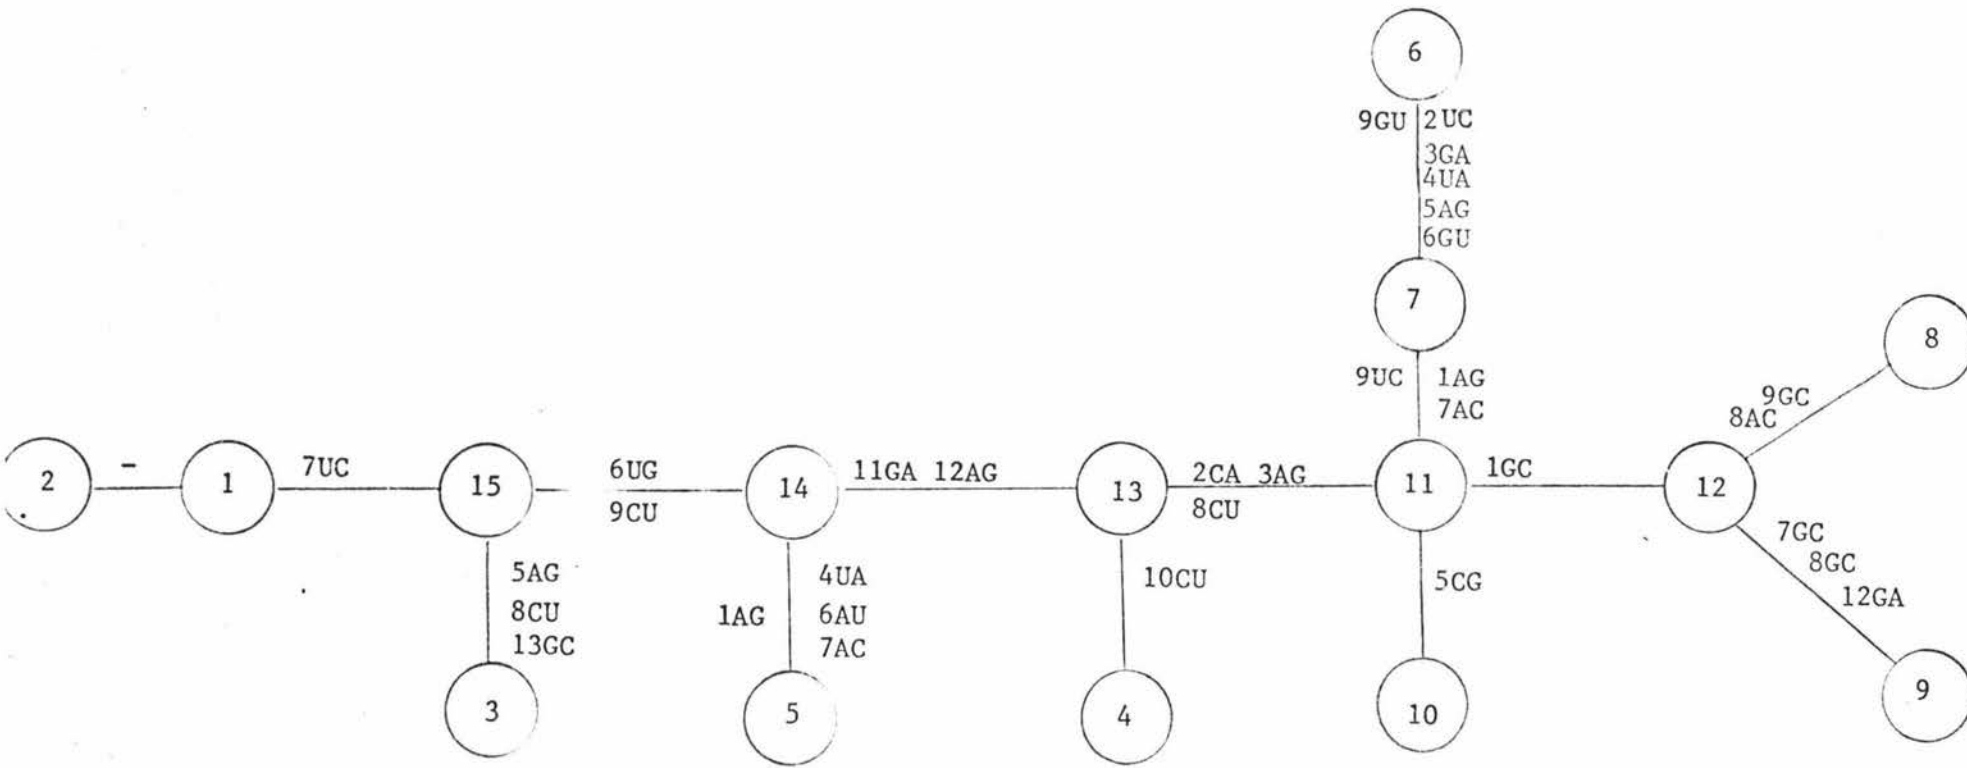 6
9GU 2UC
3GA
4UA
5AG
6GU
7
8
9UC 1AG
7AC
9GC
8AC
2 - 1 7UC 15 6UG 14 11GA 12AG 13 2CA 3AG 11 1GC 12
9CU 8CU
7GC
8GC
12GA
5AG 4UA 10CU 5CG
8CU 1AG 6AU
13GC 7AC
3 5 4 10 9